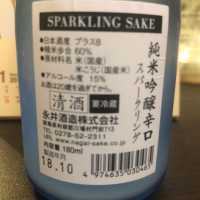 SPARKLING SAKE
●日本酒度 プラス8
●精米歩合 60%
●原材料名 米(国産)
米こうじ(国産米)
●アルコール度 15%
お酒は20歳を過ぎてから。
清酒 要冷蔵
永井酒造株式会社
群馬県利根郡川場村門前713
TEL 0278-52-2311
www.nagai-sake.co.jp
内容量 180ml
製造年月
18.10
純米吟醸辛口
スパークリング
4974635030465